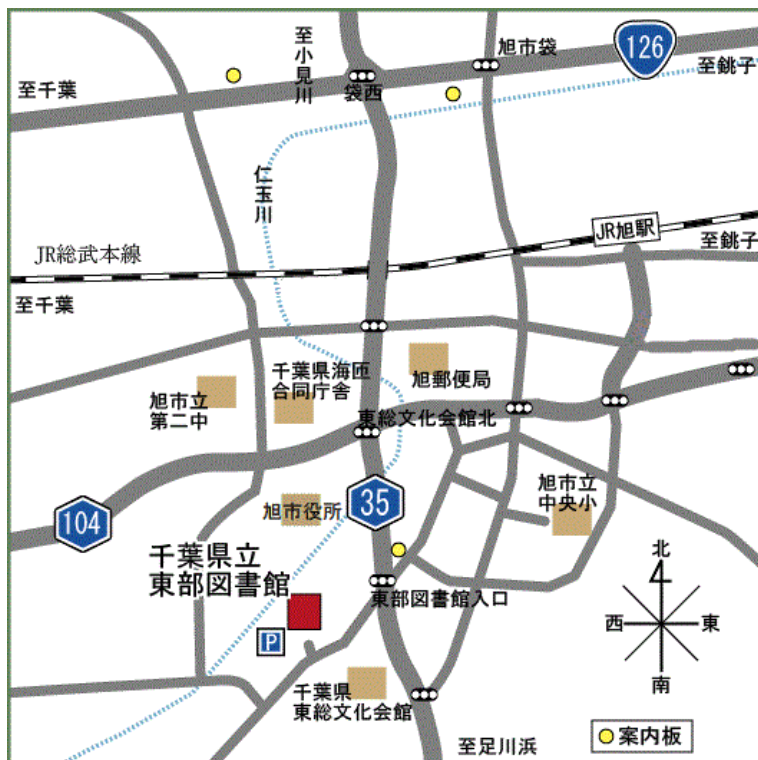 至小見川
旭市袋
126
至千葉
袋西
至銚子
仁玉川
JR旭駅
JR総武本線
至銚子
至千葉
千葉県海匝
合同庁舎
旭郵便局
旭市立
第二中
東総文化会館北
旭市立
中央小
35
104
旭市役所
千葉県立
東部図書館
北
東部図書館入口
西
東
P
南
千葉県
東総文化会館
至足川浜
案内板